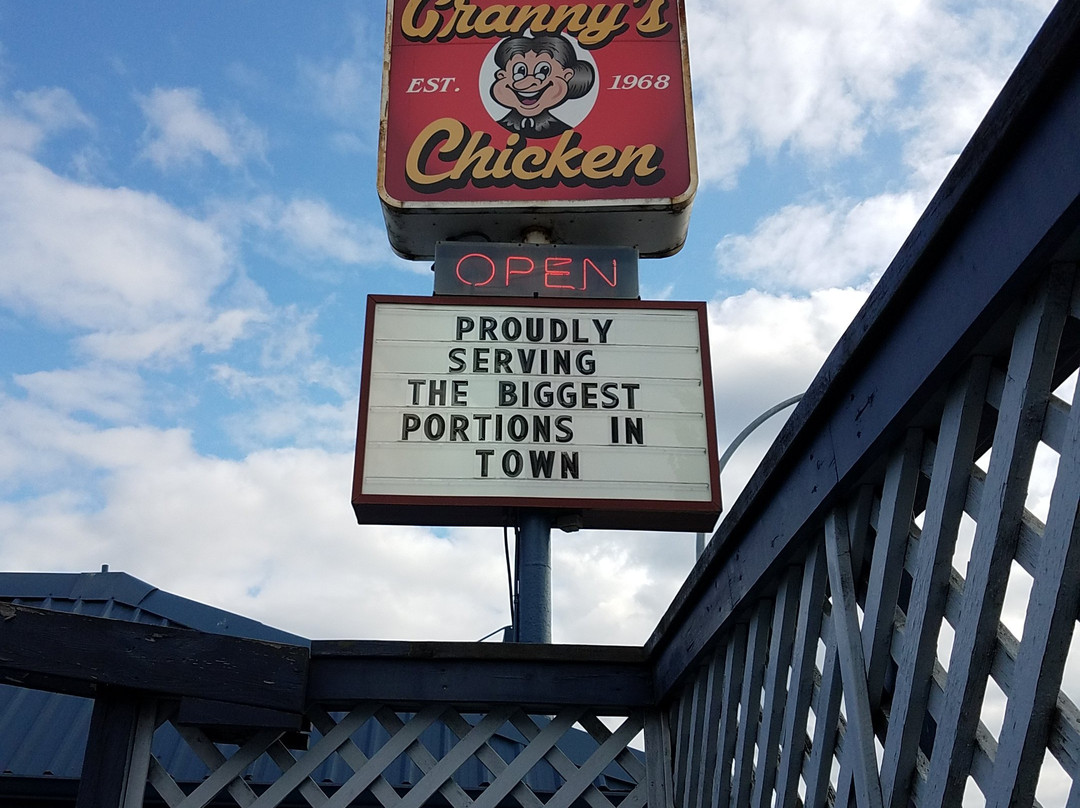 Granny's
EST. 1968
Chicken
OPEN
PROUDLY
SERVING
THE BIGGEST
PORTIONS IN
TOWN